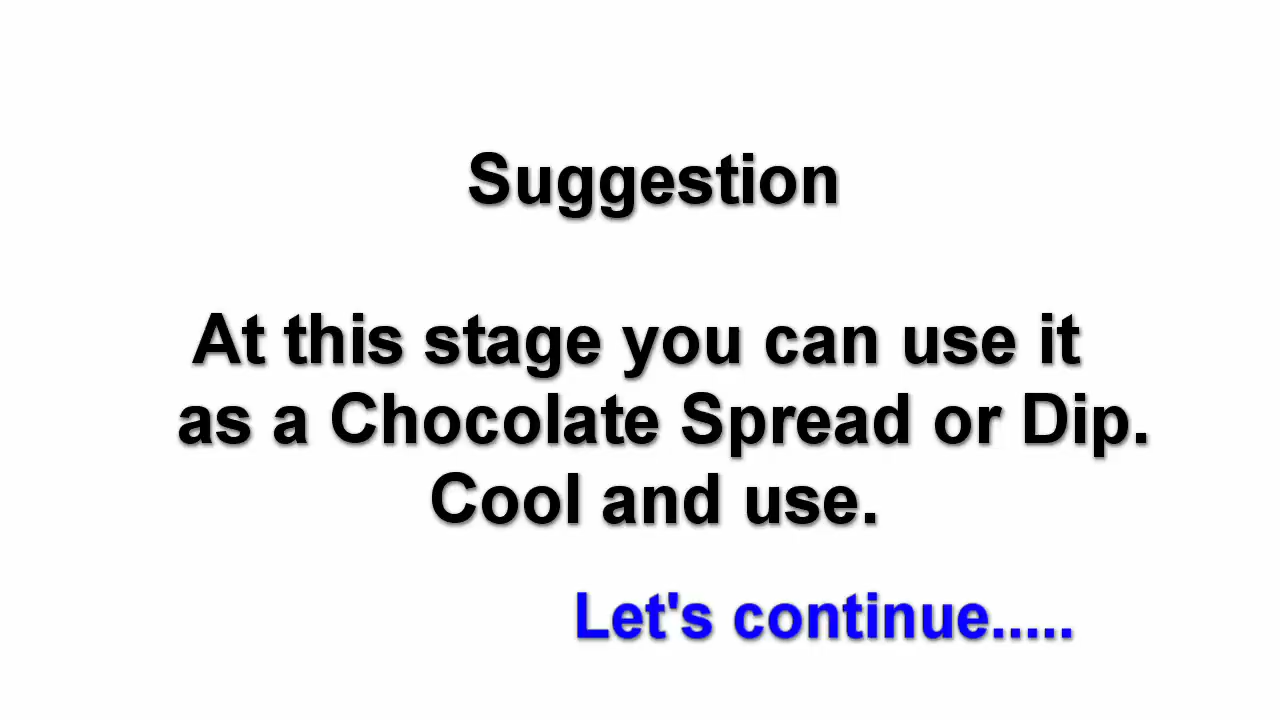 Suggestion
At this stage you can use it
as a Chocolate Spread or Dip.
Cool and use.
Let's continue.....